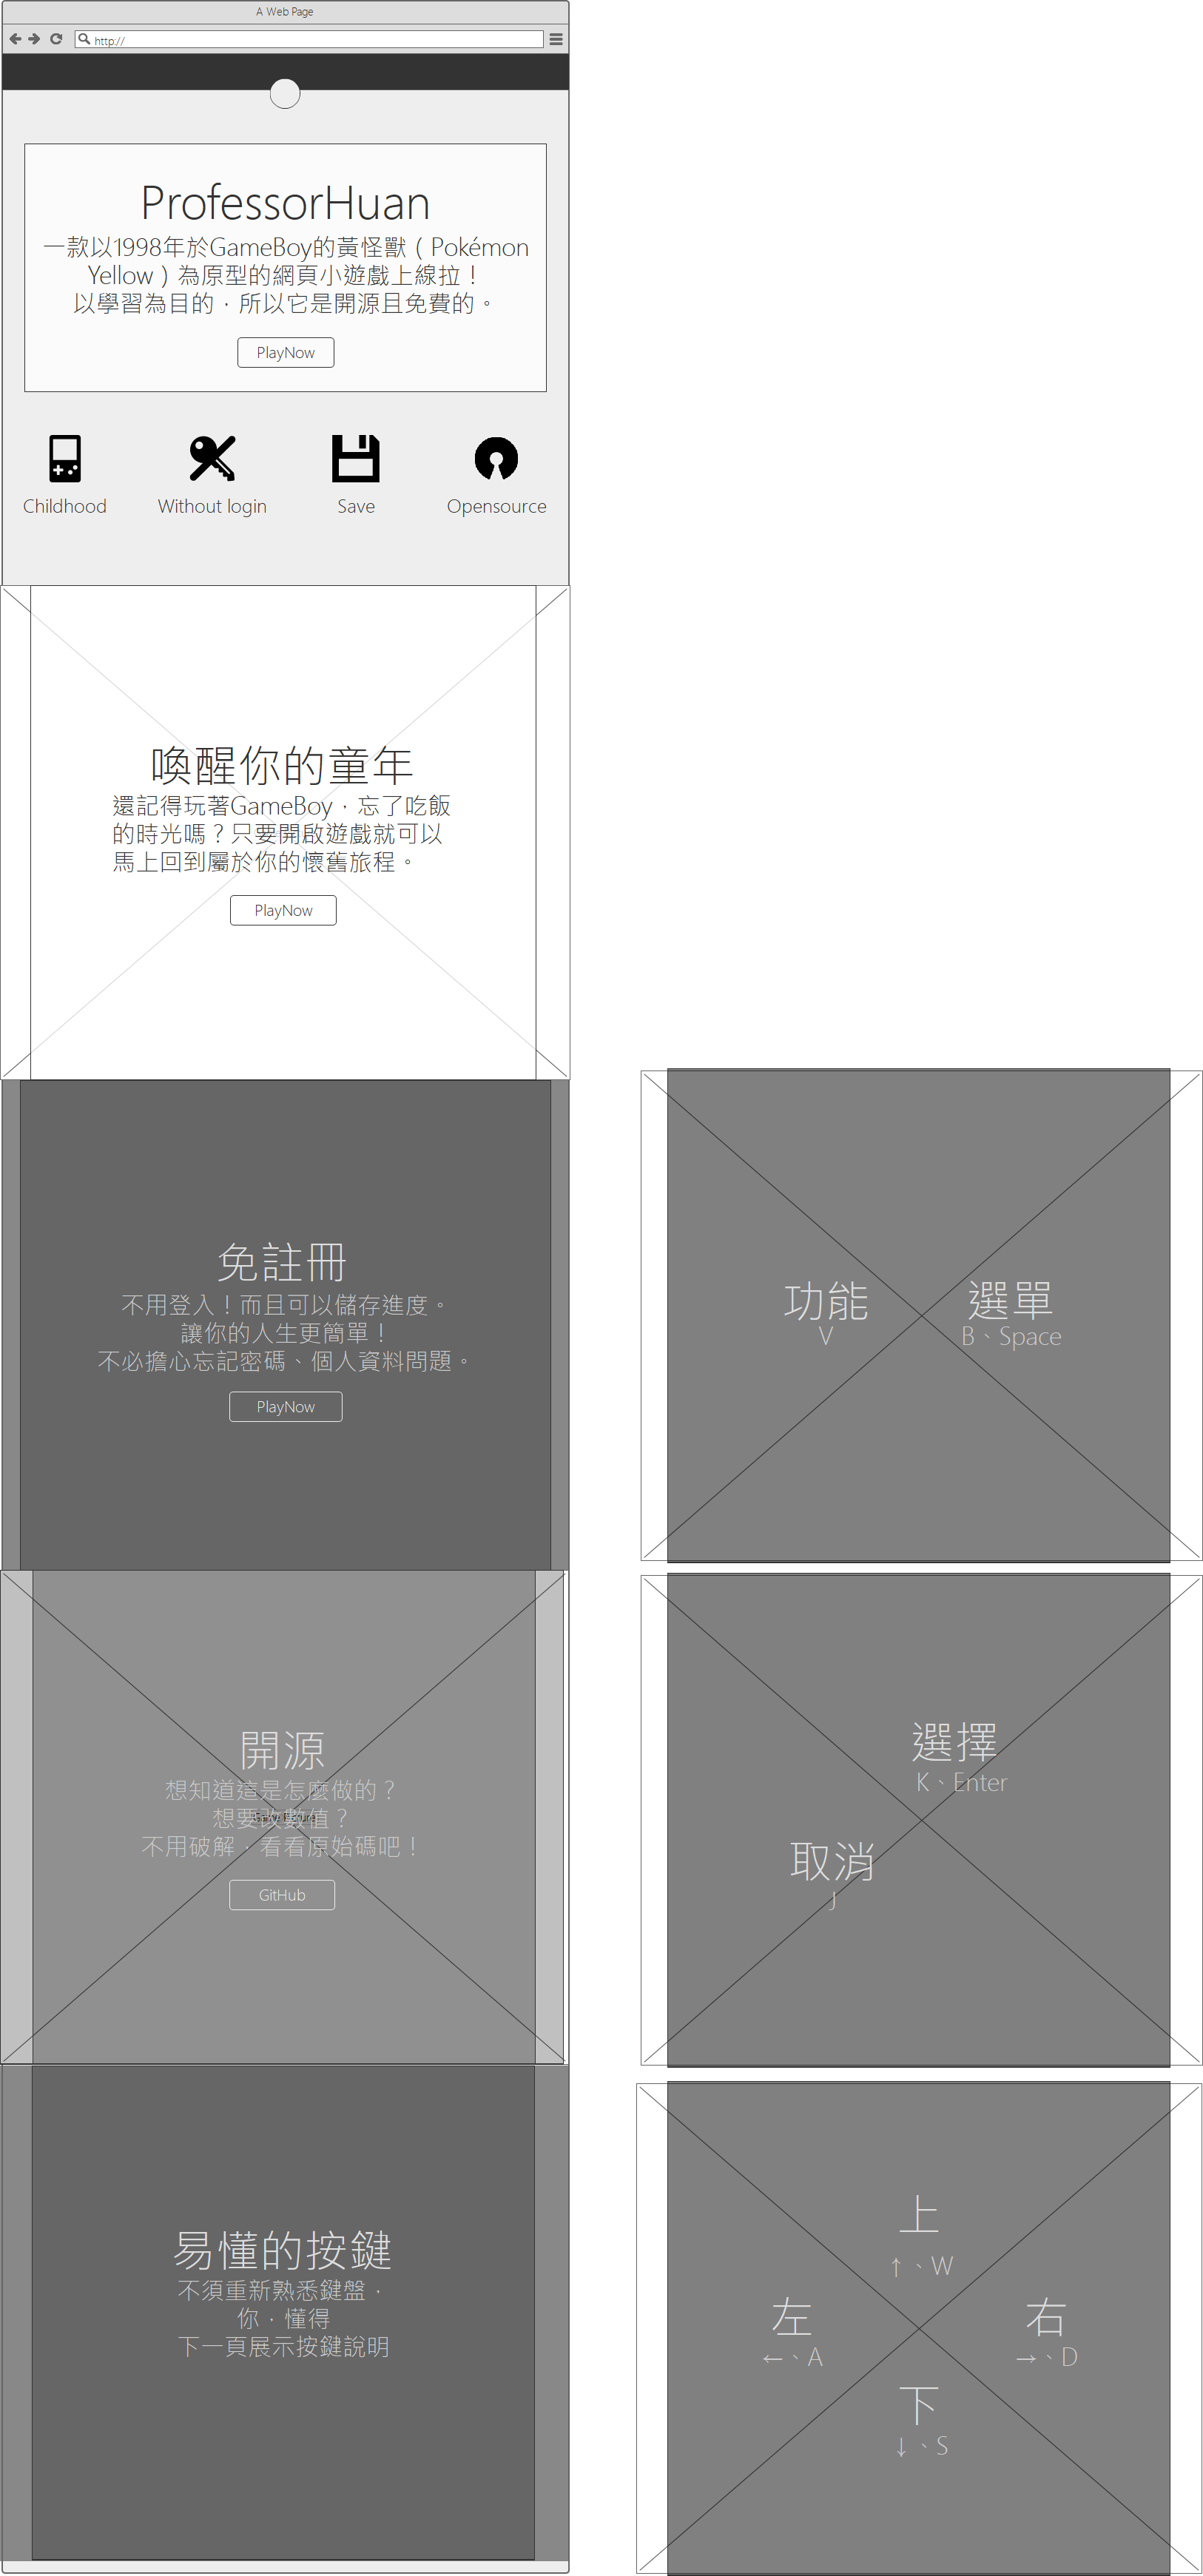 A Web Page
http://
ProfessorHuan
一款以1998年於GameBoy的黃怪獸（Pokémon
Yellow）為原型的網頁小遊戲上線拉！
以學習為目的，所以它是開源且免費的。
PlayNow
Childhood
Without login
Save
Opensource
喚醒你的童年
還記得玩著GameBoy，忘了吃飯
的時光嗎？只要開啟遊戲就可以
馬上回到屬於你的懷舊旅程。
PlayNow
免註冊
不用登入！而且可以儲存進度。
讓你的人生更簡單！
不必擔心忘記密碼、個人資料問題。
PlayNow
開源
想知道這是怎麼做的？
想要改數值？
不用破解，看看原始碼吧！
GitHub
易懂的按鍵
不須重新熟悉鍵盤，
你，懂得
下一頁展示按鍵說明
功能
V
選單
B、Space
選擇
K、Enter
取消
J
上
↑、W
左
←、A
右
→、D
下
↓、S